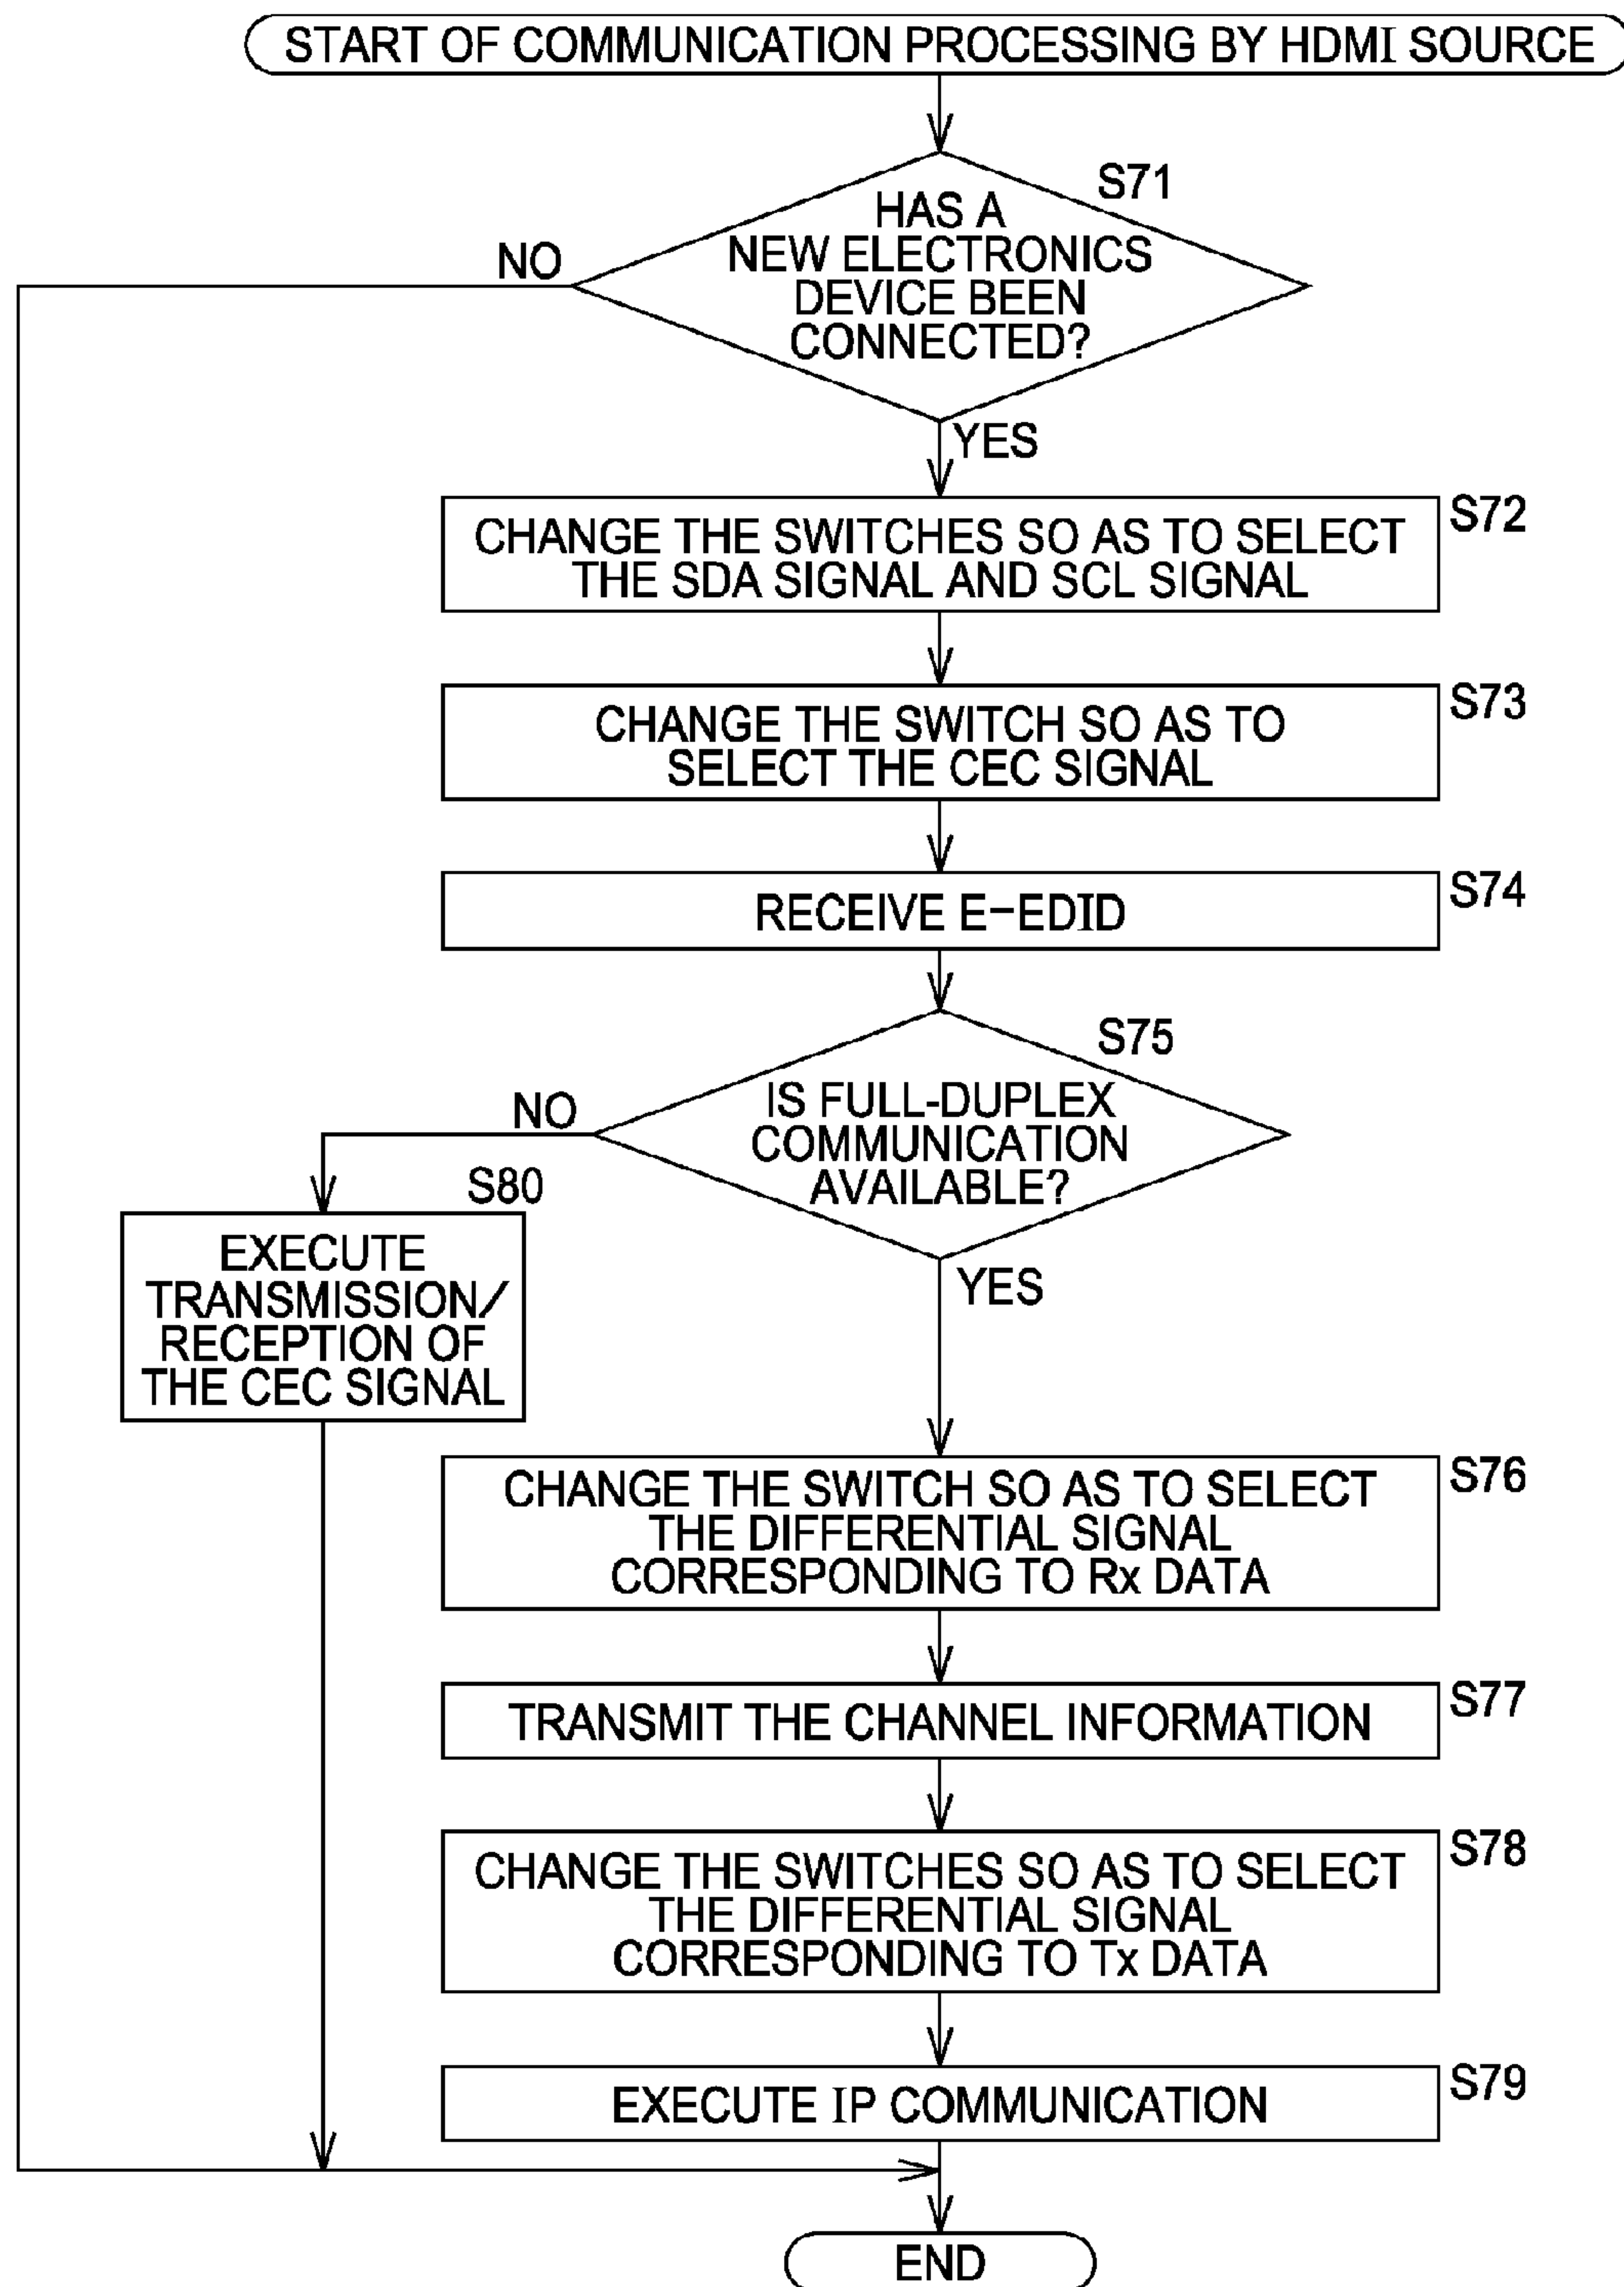 START OF COMMUNICATION PROCESSING BY HDMI SOURCE
S71
HAS A
NEW ELECTRONICS
DEVICE BEEN
CONNECTED?
NO
YES
S72
CHANGE THE SWITCHES SO AS TO SELECT
THE SDA SIGNAL AND SCL SIGNAL
S73
CHANGE THE SWITCH SO AS TO
SELECT THE CEC SIGNAL
S74
RECEIVE E-EDID
S75
IS FULL-DUPLEX
COMMUNICATION
AVAILABLE?
NO
YES
S80
EXECUTE
TRANSMISSION/
RECEPTION OF
THE CEC SIGNAL
S76
CHANGE THE SWITCH SO AS TO SELECT
THE DIFFERENTIAL SIGNAL
CORRESPONDING TO Rx DATA
S77
TRANSMIT THE CHANNEL INFORMATION
S78
CHANGE THE SWITCHES SO AS TO SELECT
THE DIFFERENTIAL SIGNAL
CORRESPONDING TO Tx DATA
S79
EXECUTE IP COMMUNICATION
END